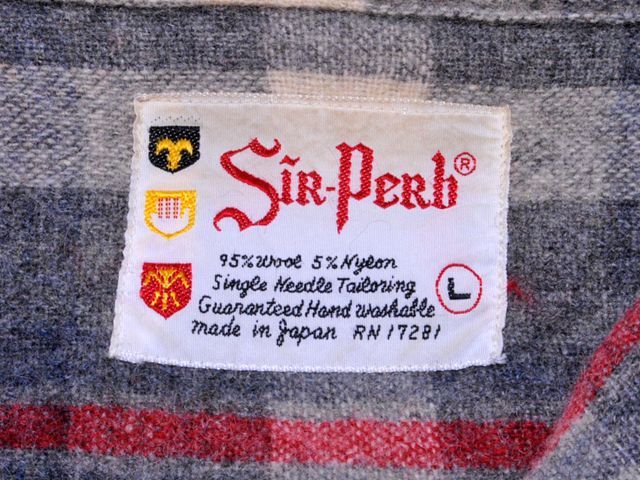 Sir-Perb®
95% Wool 5% Nylon
Single Needle Tailoring
Guaranteed Hand washable
made in Japan RN 17281
L